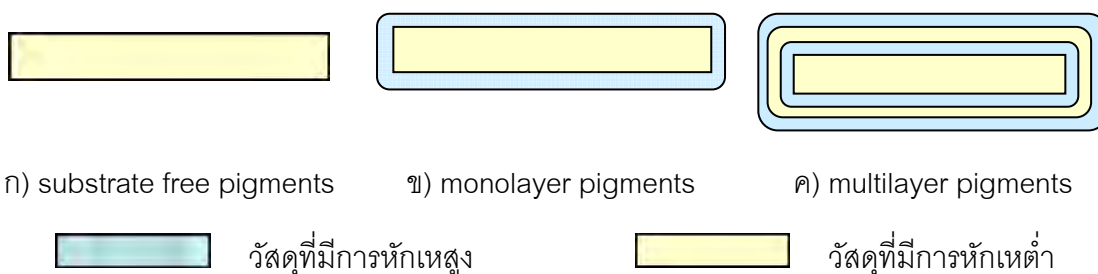 ก) substrate free pigments ข) monolayer pigments ค) multilayer pigments
วัสดุที่มีการหักเหสูง วัสดุที่มีการหักเหต่ำ